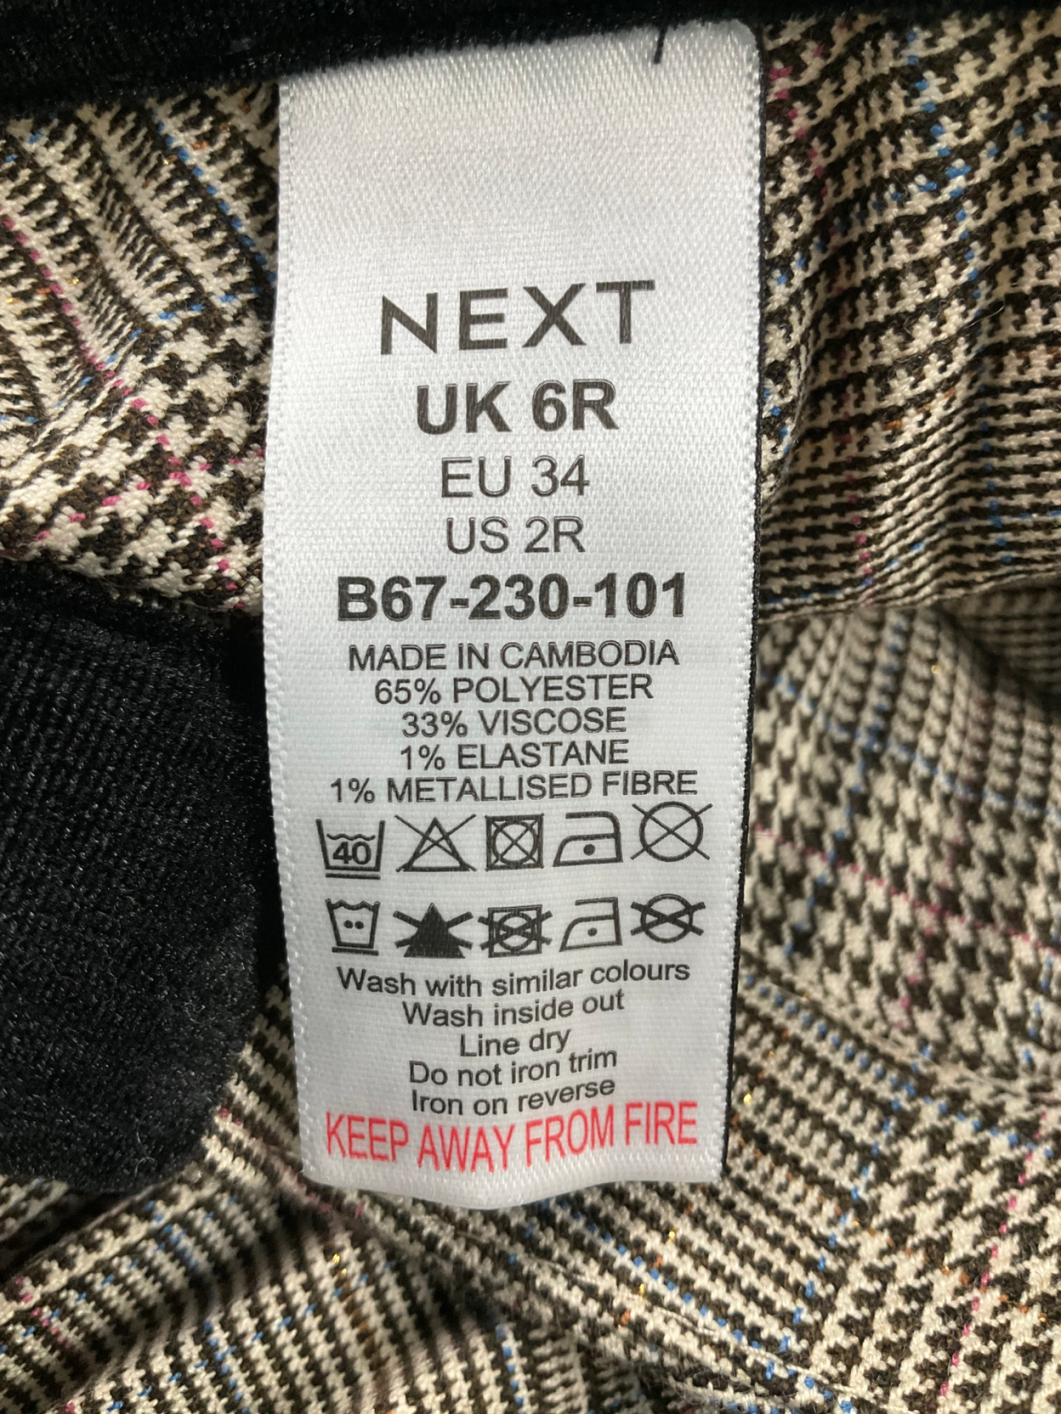 NEXT
UK 6R
EU 34
US 2R
B67-230-101
MADE IN CAMBODIA
65% POLYESTER
33% VISCOSE
1% ELASTANE
1% METALLISED FIBRE
40
Wash with similar colours
Wash inside out
Line dry
Do not iron trim
Iron on reverse
KEEP AWAY FROM FIRE